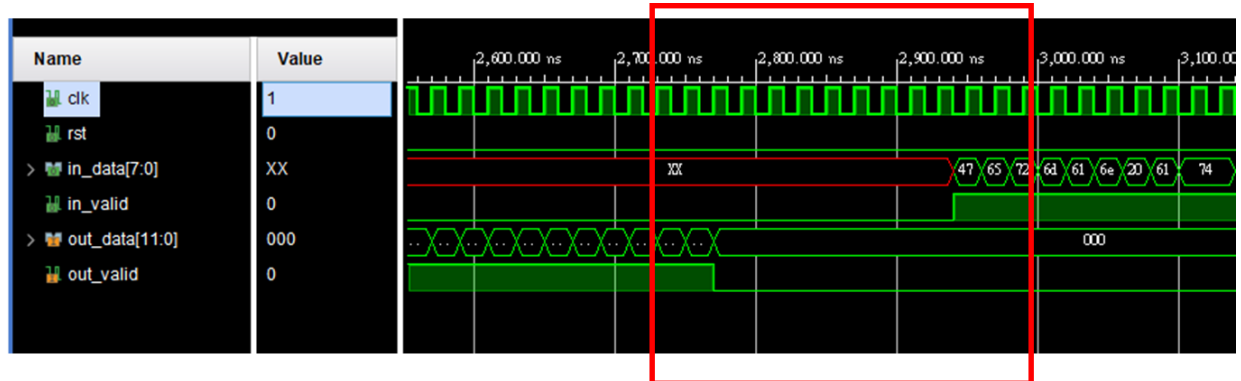 Name Value
2,600.000 ns 2,700.000 ns 2,800.000 ns 2,900.000 ns 3,000.000 ns 3,100.00
clk 1
rst 0
in_data[7:0] XX XX 47 65 72 6d 61 6e 20 61 74
in_valid 0
out_data[11:0] 000 .. .. .. .. .. .. .. .. .. .. 000
out_valid 0